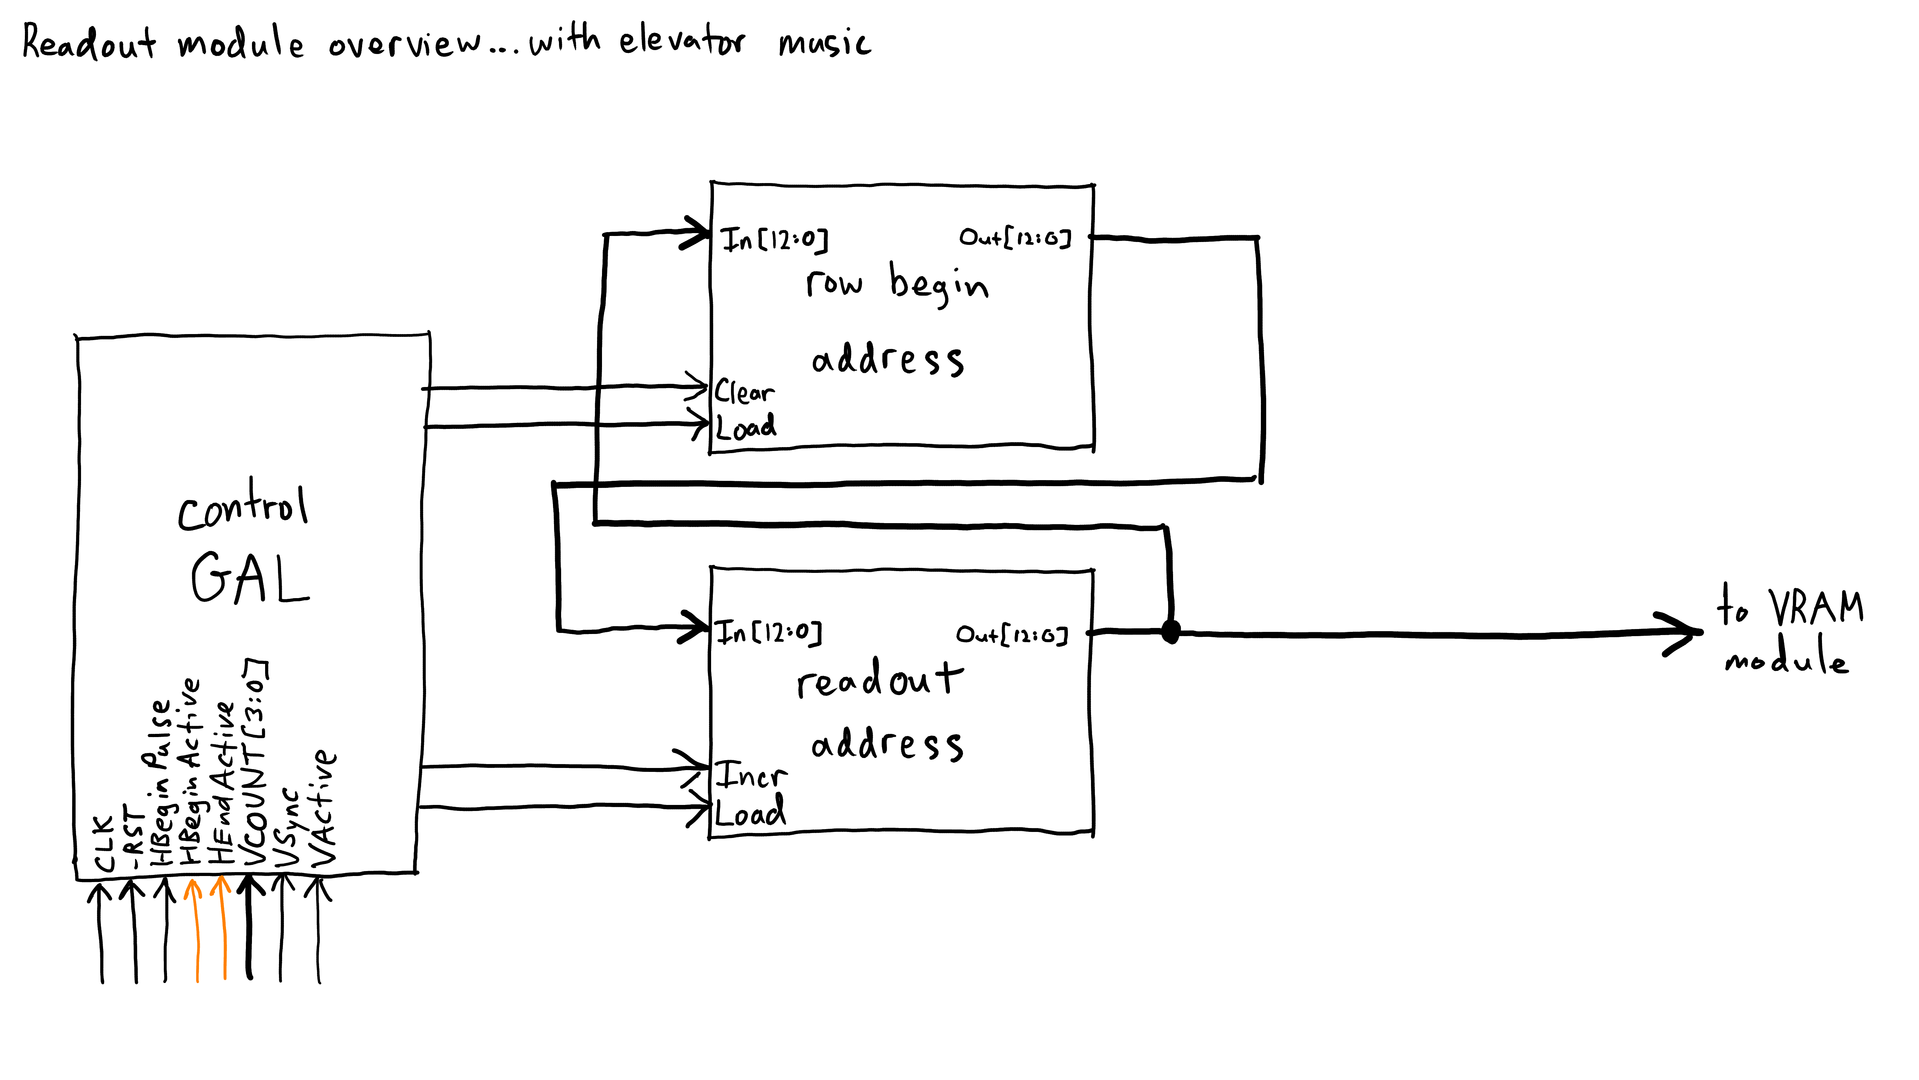 Readout module overview...with elevator music
In[12:0]
Out[12:0]
row begin
address
Clear
Load
control
GAL
CLK
-RST
HBeginPulse
HBeginActive
HEndActive
VCOUNT[3:0]
VSync
VActive
In[12:0]
Out[12:0]
readout
address
Incr
Load
to VRAM
module